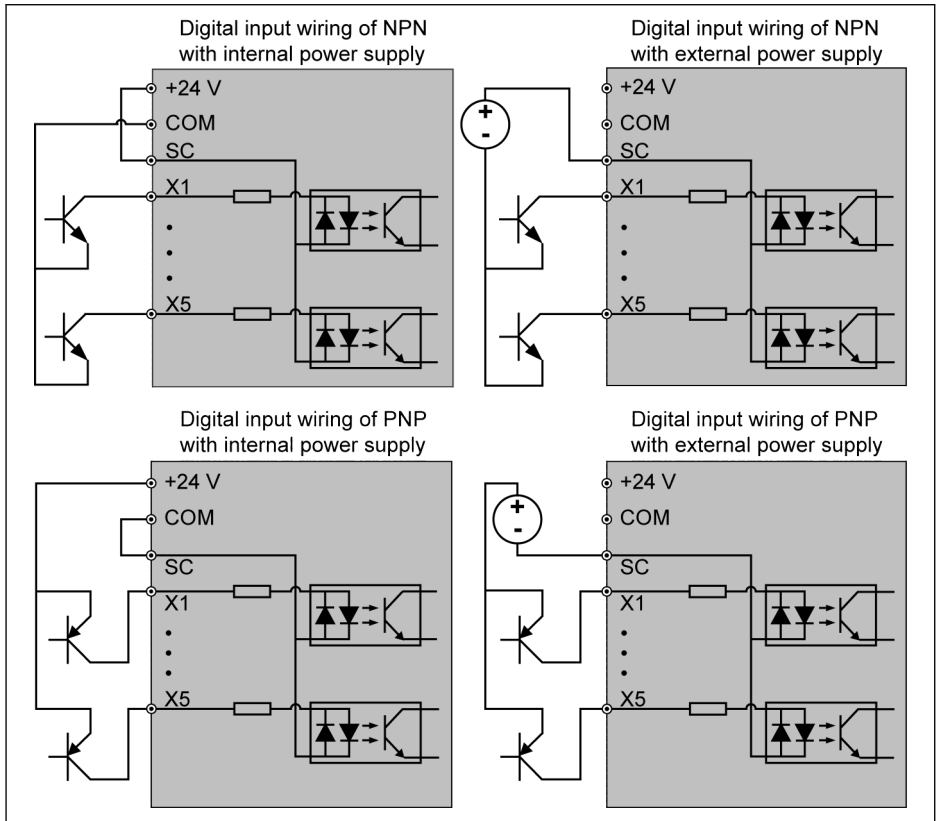 Digital input wiring of NPN
with internal power supply
+24 V
COM
SC
X1
X5
Digital input wiring of NPN
with external power supply
+
-
+24 V
COM
SC
X1
X5
Digital input wiring of PNP
with internal power supply
+24 V
COM
SC
X1
X5
Digital input wiring of PNP
with external power supply
+
-
+24 V
COM
SC
X1
X5